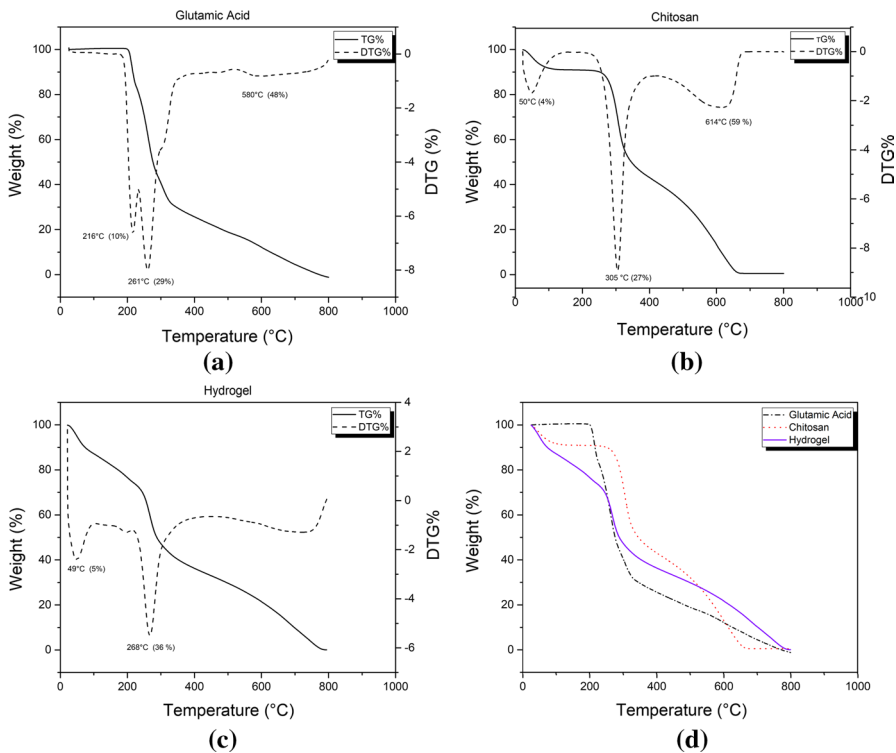 Glutamic Acid
TG%
DTG%
100
80
60
40
20
0
0
-2
-4
-6
-8
580°C (48%)
216°C (10%)
261°C (29%)
0 200 400 600 800 1000
Weight (%)
DTG (%)
Temperature (°C)
(a)
Chitosan
TG%
DTG%
100
80
60
40
20
0
0
-2
-4
-6
-8
-10
50°C (4%)
614°C (59 %)
305 °C (27%)
0 200 400 600 800 1000
Weight (%)
DTG%
Temperature (°C)
(b)
Hydrogel
TG%
DTG%
100
80
60
40
20
0
4
3
2
1
0
-2
-4
-6
49°C (5%)
268°C (36 %)
0 200 400 600 800 1000
Weight (%)
DTG%
Temperature (°C)
(c)
Glutamic Acid
Chitosan
Hydrogel
100
80
60
40
20
0
0 200 400 600 800 1000
Weight (%)
Temperature (°C)
(d)